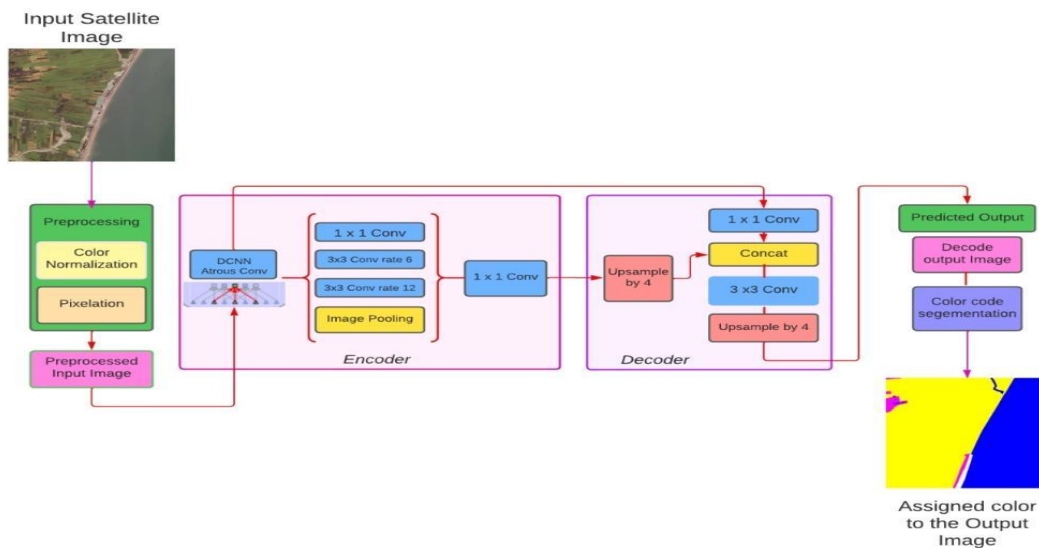 Input Satellite
Image
Preprocessing
Color
Normalization
Pixelation
Preprocessed
Input Image
DCNN
Atrous Conv
1 x 1 Conv
3x3 Conv rate 6
3x3 Conv rate 12
Image Pooling
1 x 1 Conv
Encoder
Upsample
by 4
1 x 1 Conv
Concat
3 x3 Conv
Upsample by 4
Decoder
Predicted Output
Decode
output Image
Color code
segementation
Assigned color
to the Output
Image